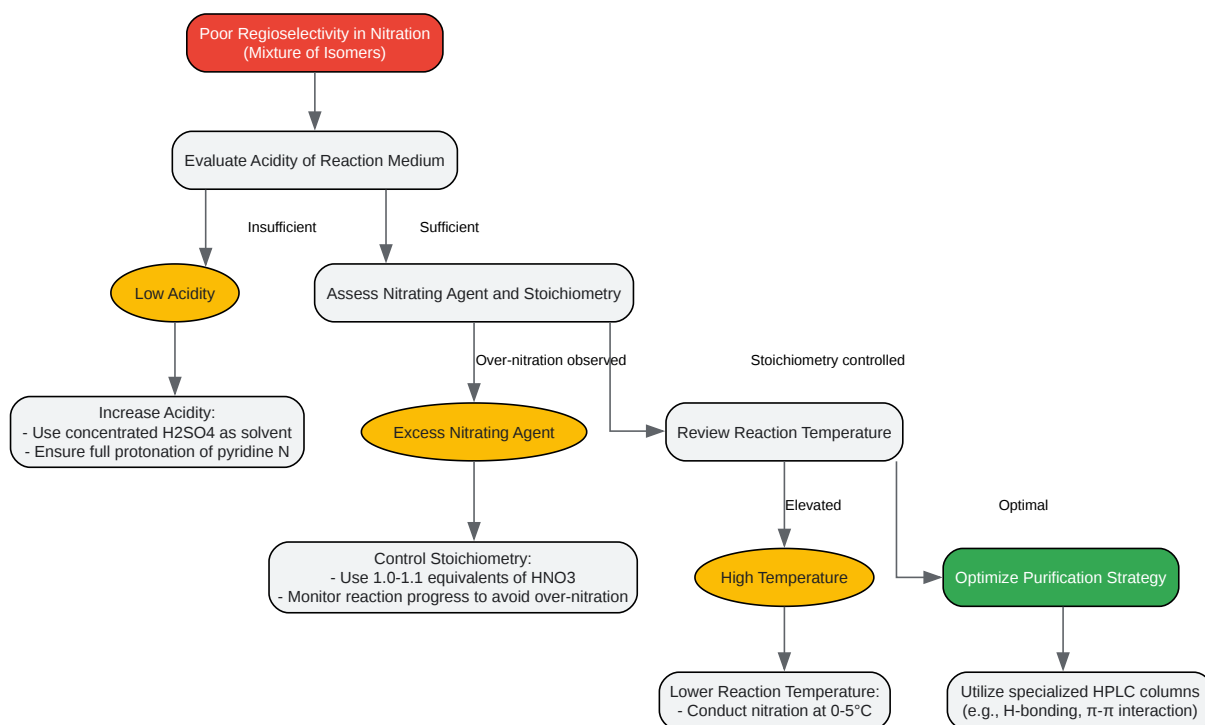 Poor Regioselectivity in Nitration
(Mixture of Isomers)
Evaluate Acidity of Reaction Medium
Insufficient
Sufficient
Low Acidity
Assess Nitrating Agent and Stoichiometry
Over-nitration observed
Stoichiometry controlled
Increase Acidity:
- Use concentrated H2SO4 as solvent
- Ensure full protonation of pyridine N
Excess Nitrating Agent
Review Reaction Temperature
Elevated
Optimal
Control Stoichiometry:
- Use 1.0-1.1 equivalents of HNO3
- Monitor reaction progress to avoid over-nitration
High Temperature
Optimize Purification Strategy
Lower Reaction Temperature:
- Conduct nitration at 0-5°C
Utilize specialized HPLC columns
(e.g., H-bonding, π-π interaction)